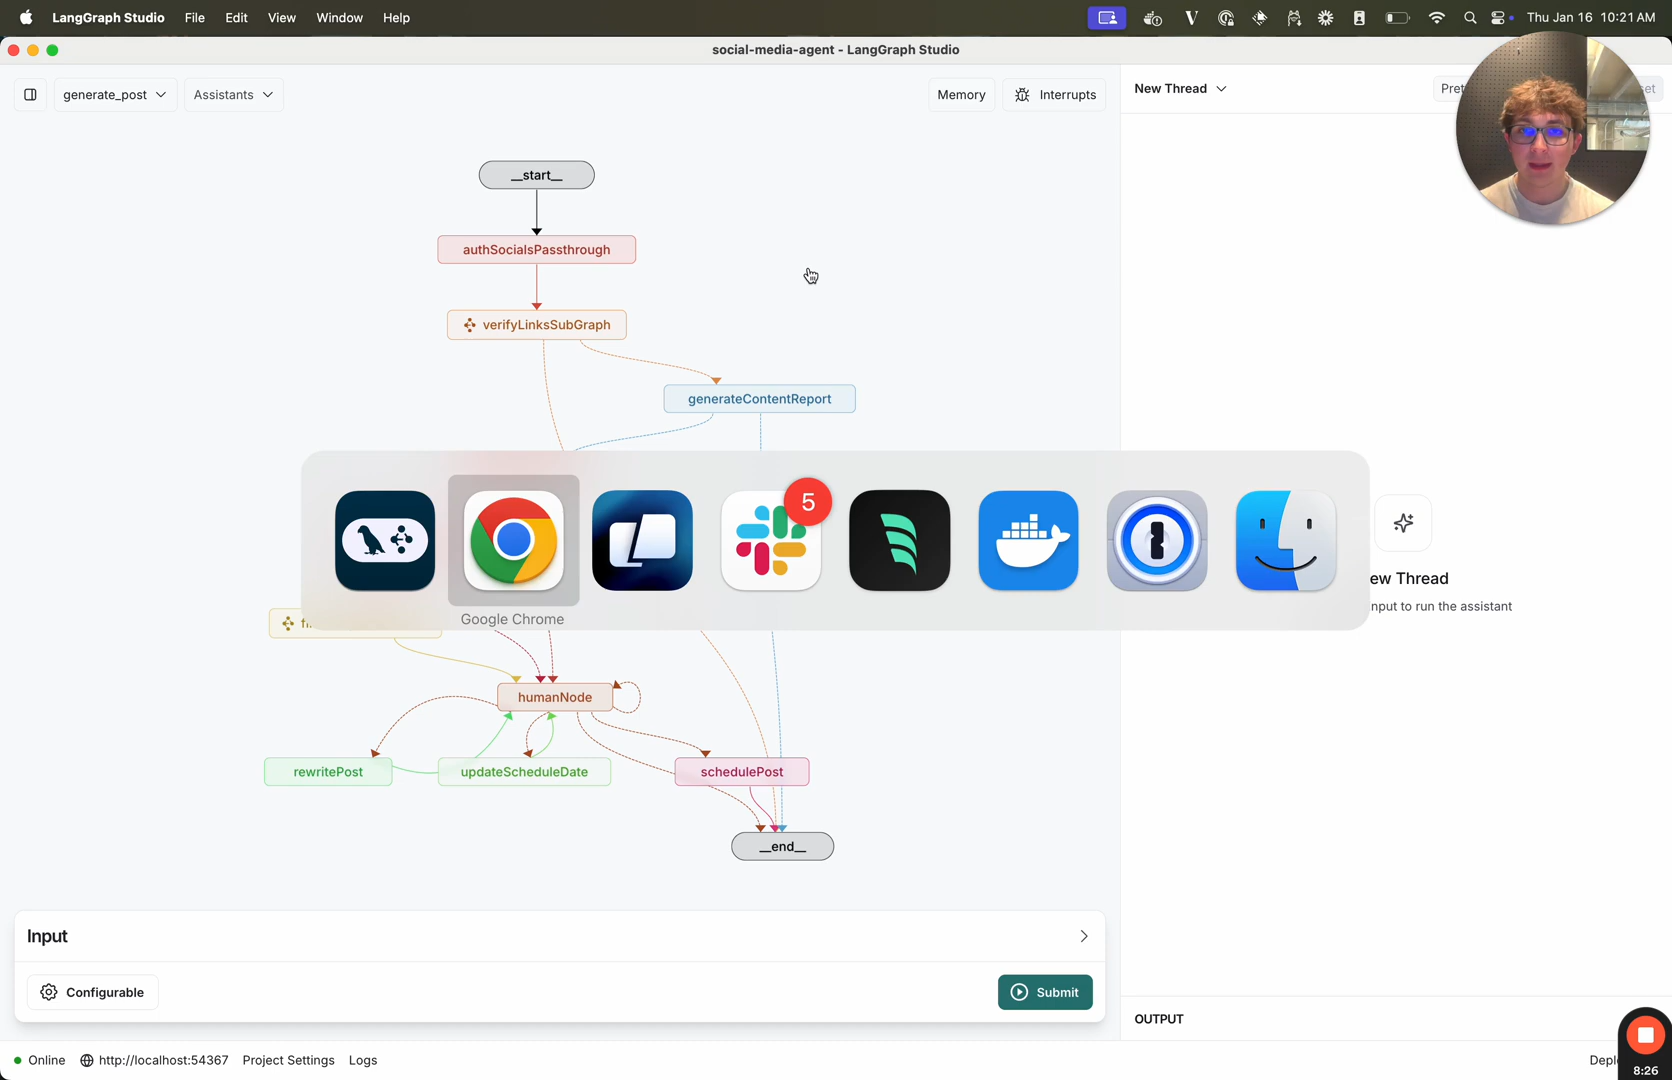 LangGraph Studio File Edit View Window Help Thu Jan 16 10:21 AM
social-media-agent - LangGraph Studio
generate_post Assistants Memory Interrupts New Thread
__start__
authSocialsPassthrough
verifyLinksSubGraph
generateContentReport
5
Google Chrome
ew Thread
nput to run the assistant
humanNode
rewritePost updateScheduleDate schedulePost
__end__
Input
Configurable Submit
OUTPUT
Online http://localhost:54367 Project Settings Logs
8:26